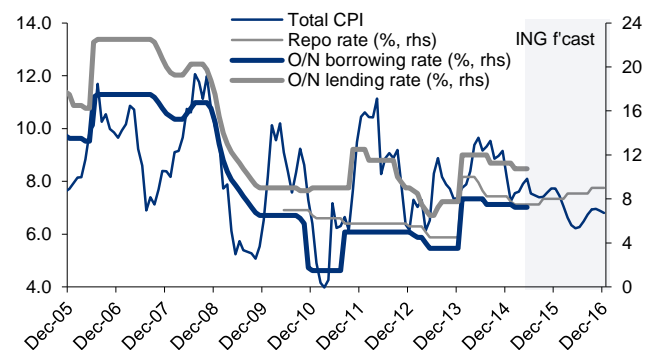 Total CPI
Repo rate (%, rhs)
O/N borrowing rate (%, rhs)
O/N lending rate (%, rhs)
ING f'cast
14.0
12.0
10.0
8.0
6.0
4.0
24
20
16
12
8
4
0
Dec-05
Dec-06
Dec-07
Dec-08
Dec-09
Dec-10
Dec-11
Dec-12
Dec-13
Dec-14
Dec-15
Dec-16